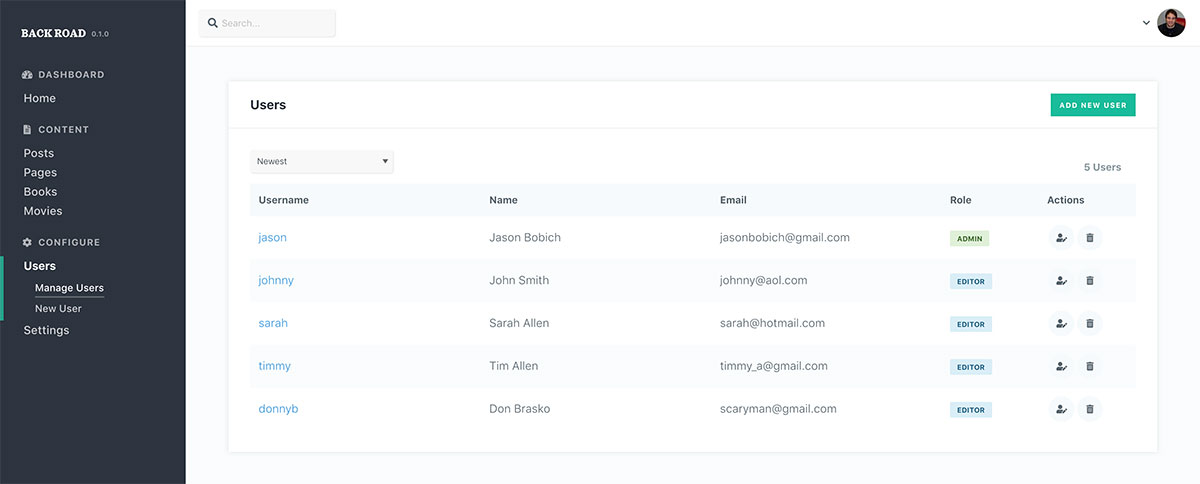 BACK ROAD 0.1.0
DASHBOARD
Home
CONTENT
Posts
Pages
Books
Movies
CONFIGURE
Users
Manage Users
New User
Settings
Search...
Users
ADD NEW USER
Newest
5 Users
Username Name Email Role Actions
jason Jason Bobich jasonbobich@gmail.com ADMIN
johnny John Smith johnny@aol.com EDITOR
sarah Sarah Allen sarah@hotmail.com EDITOR
timmy Tim Allen timmy_a@gmail.com EDITOR
donnyb Don Brasko scaryman@gmail.com EDITOR